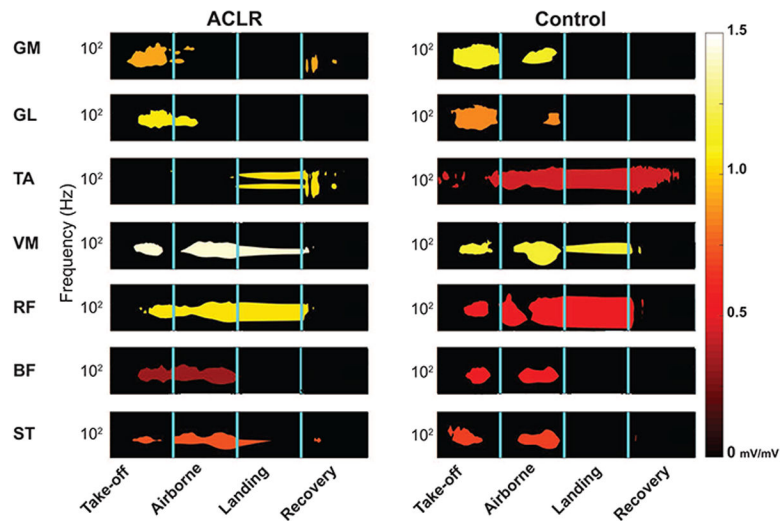 ACLR Control
GM 10² 10² 1.5
GL 10² 10²
TA 10² 10² 1.0
Frequency (Hz)
VM 10² 10²
RF 10² 10² 0.5
BF 10² 10²
ST 10² 10² 0 mV/mV
Take-off Airborne Landing Recovery Take-off Airborne Landing Recovery